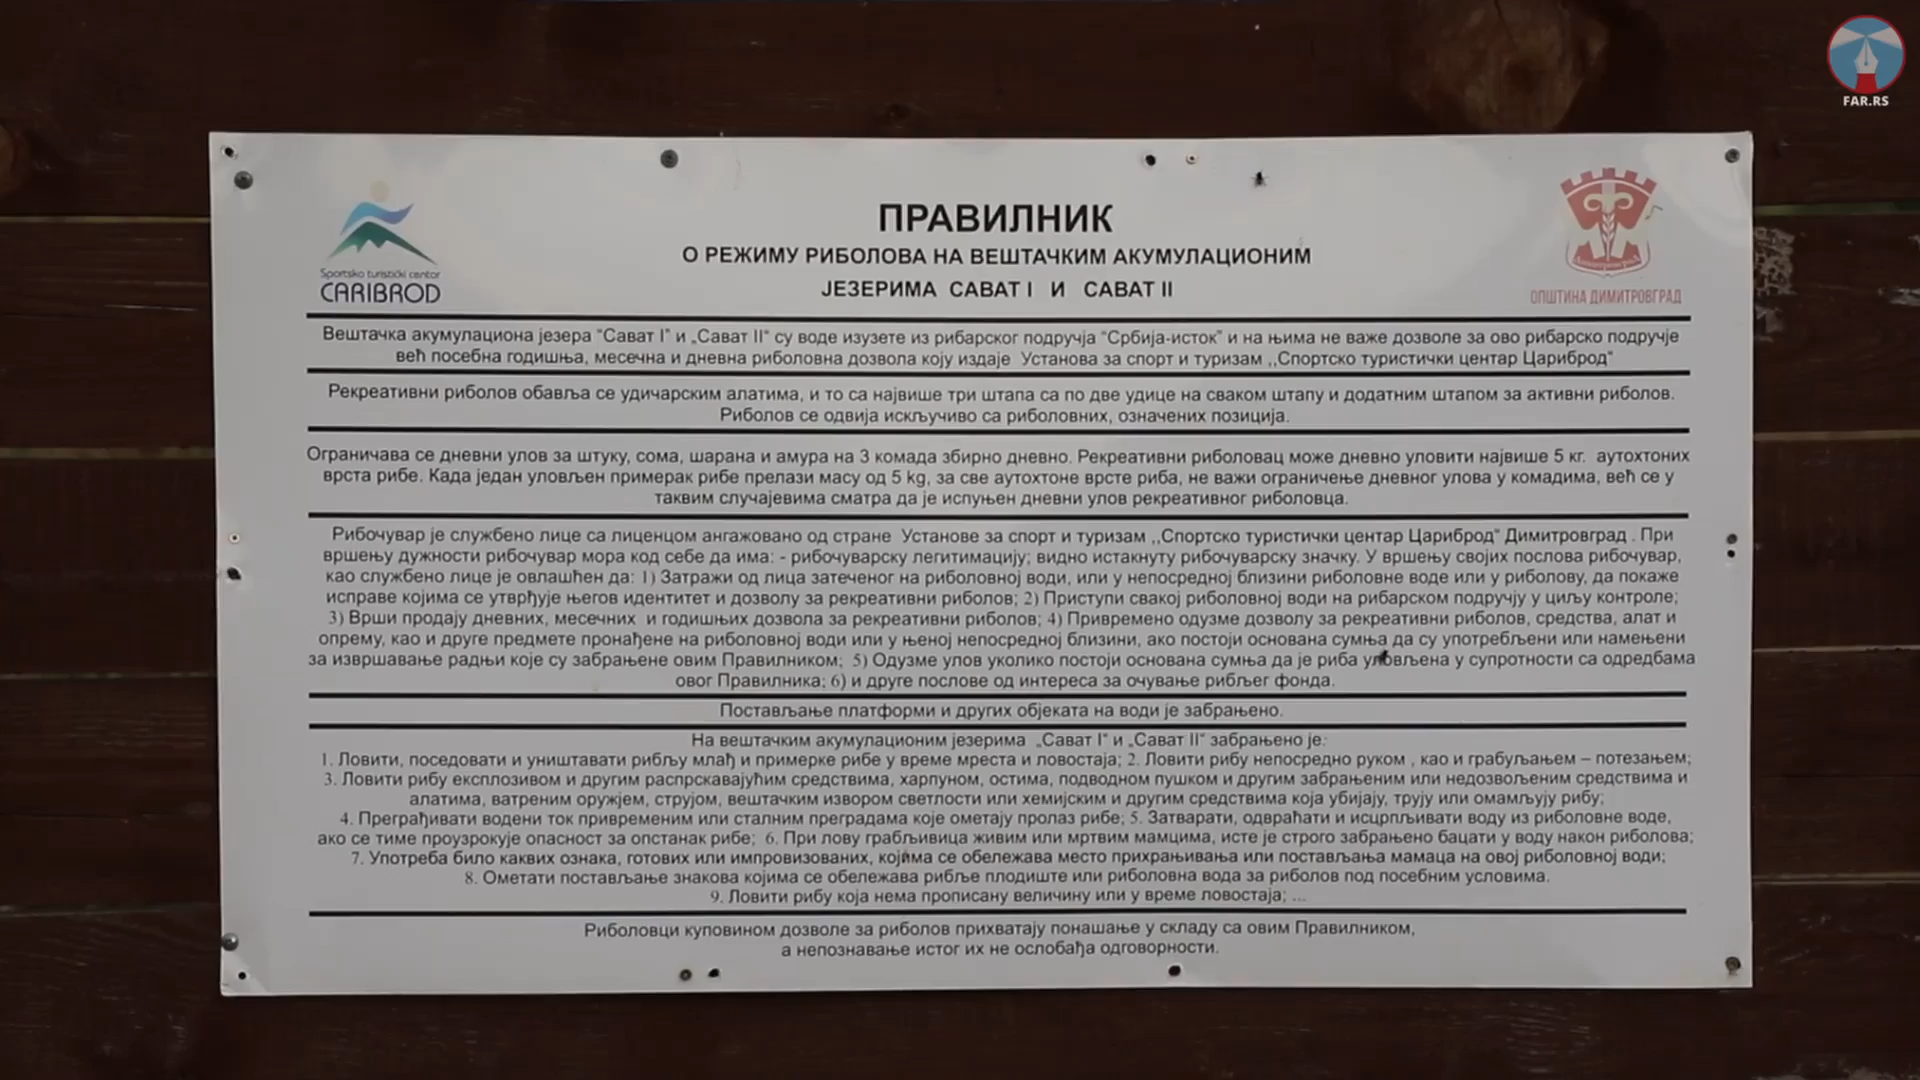 FAR.RS
Sportsko turistički centar
CARIBROD
ПРАВИЛНИК
О РЕЖИМУ РИБОЛОВА НА ВЕШТАЧКИМ АКУМУЛАЦИОНИМ
ЈЕЗЕРИМА САВАТ I И САВАТ II
ОПШТИНА ДИМИТРОВГРАД
Вештачка акумулациона језера “Сават I” и „Сават II“ су воде изузете из рибарског подручја “Србија-исток” и на њима не важе дозволе за ово рибарско подручје
већ посебна годишња, месечна и дневна риболовна дозвола коју издаје Установа за спорт и туризам ,,Спортско туристички центар Цариброд“
Рекреативни риболов обавља се удичарским алатима, и то са највише три штапа са по две удице на сваком штапу и додатним штапом за активни риболов.
Риболов се одвија искључиво са риболовних, означених позиција.
Ограничава се дневни улов за штуку, сома, шарана и амура на 3 комада збирно дневно. Рекреативни риболовац може дневно уловити највише 5 кг. аутохтоних
врста рибе. Када један уловљен примерак рибе прелази масу од 5 kg, за све аутохтоне врсте риба, не важи ограничење дневног улова у комадима, већ се у
таквим случајевима сматра да је испуњен дневни улов рекреативног риболовца.
Рибочувар је службено лице са лиценцом ангажовано од стране Установе за спорт и туризам ,,Спортско туристички центар Цариброд“ Димитровград . При
вршењу дужности рибочувар мора код себе да има: - рибочуварску легитимацију; видно истакнуту рибочуварску значку. У вршењу својих послова рибочувар,
као службено лице је овлашћен да: 1) Затражи од лица затеченог на риболовној води, или у непосредној близини риболовне воде или у риболову, да покаже
исправе којима се утврђује његов идентитет и дозволу за рекреативни риболов; 2) Приступи свакој риболовној води на рибарском подручју у циљу контроле;
3) Врши продају дневних, месечних и годишњих дозвола за рекреативни риболов; 4) Привремено одузме дозволу за рекреативни риболов, средства, алат и
опрему, као и друге предмете пронађене на риболовној води или у њеној непосредној близини, ако постоји основана сумња да су употребљени или намењени
за извршавање радњи које су забрањене овим Правилником; 5) Одузме улов уколико постоји основана сумња да је риба уловљена у супротности са одредбама
овог Правилника; 6) и друге послове од интереса за очување рибљег фонда.
Постављање платформи и других објеката на води је забрањено.
На вештачким акумулационим језерима „Сават I“ и „Сават II“ забрањено је:
1. Ловити, поседовати и уништавати рибљу млађ и примерке рибе у време мреста и ловостаја; 2. Ловити рибу непосредно руком , као и грабуљањем – потезањем;
3. Ловити рибу експлозивом и другим распрскавајућим средствима, харпуном, остима, подводном пушком и другим забрањеним или недозвољеним средствима и
алатима, ватреним оружјем, струјом, вештачким извором светлости или хемијским и другим средствима која убијају, трују или омамљују рибу;
4. Преграђивати водени ток привременим или сталним преградама које ометају пролаз рибе; 5. Затварати, одвраћати и исцрпљивати воду из риболовне воде,
ако се тиме проузрокује опасност за опстанак рибе; 6. При лову грабљивица живим или мртвим мамцима, исте је строго забрањено бацати у воду након риболова;
7. Употреба било каквих ознака, готових или импровизованих, којима се обележава место прихрањивања или постављања мамаца на овој риболовној води;
8. Ометати постављање знакова којима се обележава рибље плодиште или риболовна вода за риболов под посебним условима.
9. Ловити рибу која нема прописану величину или у време ловостаја; ...
Риболовци куповином дозволе за риболов прихватају понашање у складу са овим Правилником,
а непознавање истог их не ослобађа одговорности.